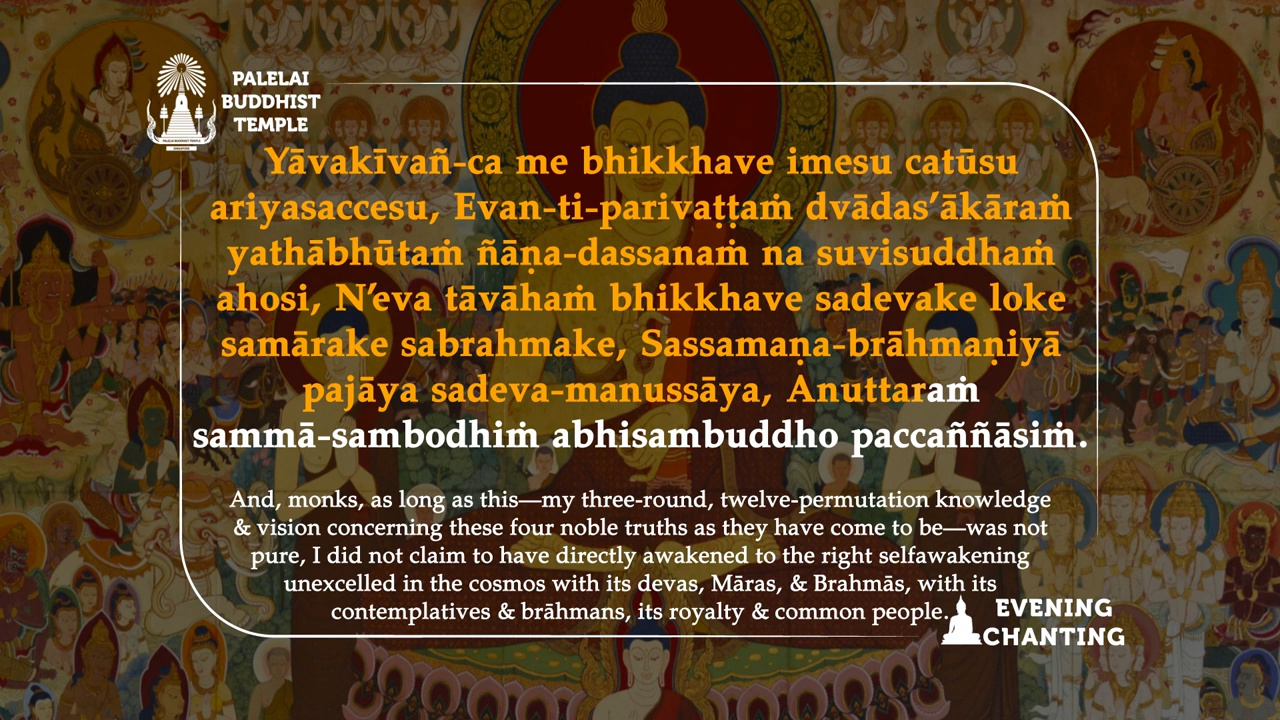 PALELAI
BUDDHIST
TEMPLE
Yāvakīvañ-ca me bhikkhave imesu catūsu
ariyasaccesu, Evan-ti-parivaṭṭaṁ dvādas’ākāraṁ
yathābhūtaṁ ñāṇa-dassanaṁ na suvisuddhaṁ
ahosi, N’eva tāvāhaṁ bhikkhave sadevake loke
samārake sabrahmake, Sassamaṇa-brāhmaṇiyā
pajāya sadeva-manussāya, Anuttaraṁ
sammā-sambodhiṁ abhisambuddho paccaññāsiṁ.
And, monks, as long as this—my three-round, twelve-permutation knowledge
& vision concerning these four noble truths as they have come to be—was not
pure, I did not claim to have directly awakened to the right selfawakening
unexcelled in the cosmos with its devas, Māras, & Brahmās, with its
contemplatives & brāhmans, its royalty & common people.
EVENING
CHANTING